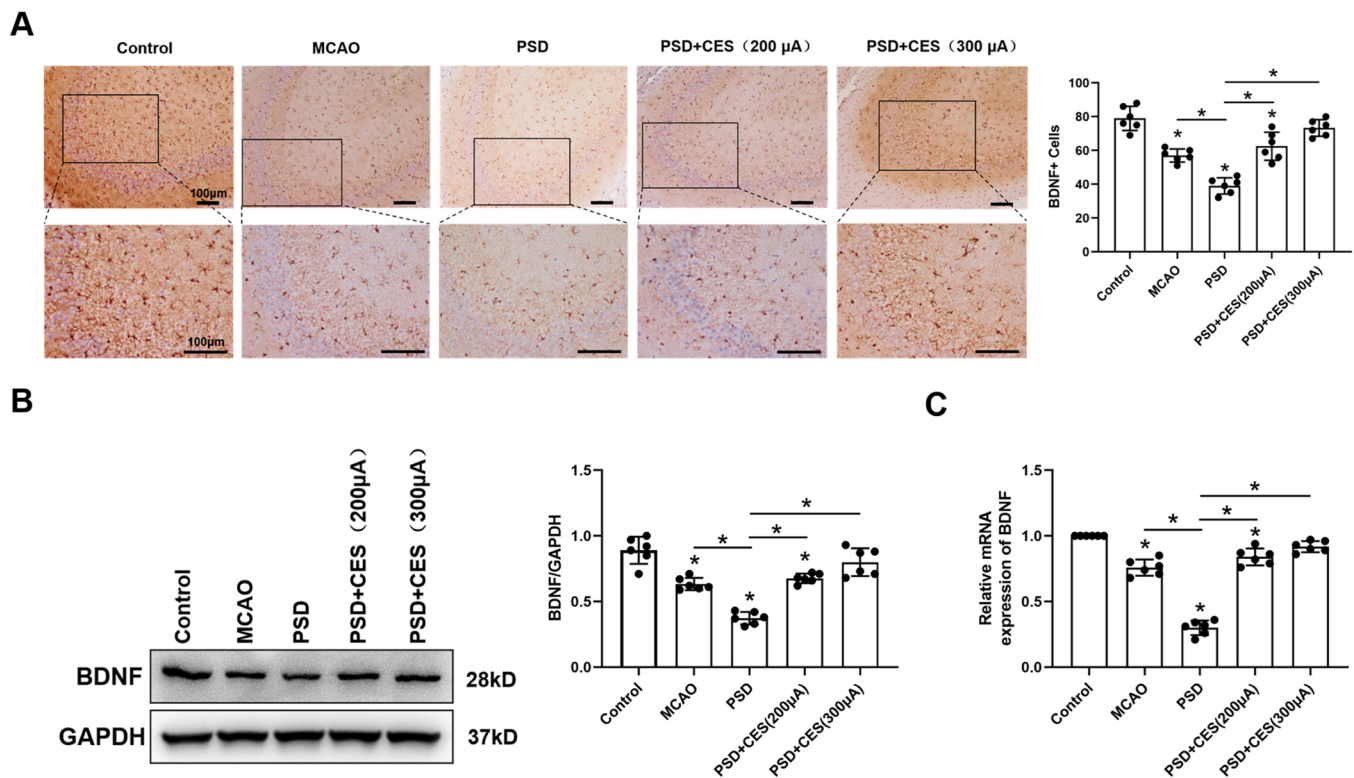 A
Control
MCAO
PSD
PSD+CES（200 μA）
PSD+CES（300 μA）
100μm
100μm
BDNF+ Cells
100
80
60
40
20
0
*
*
*
*
*
*
Control
MCAO
PSD
PSD+CES(200μA)
PSD+CES(300μA)
B
Control
MCAO
PSD
PSD+CES（200μA）
PSD+CES（300μA）
BDNF
28kD
GAPDH
37kD
BDNF/GAPDH
1.5
1.0
0.5
0.0
*
*
*
*
*
*
Control
MCAO
PSD
PSD+CES(200μA)
PSD+CES(300μA)
C
Relative mRNA
expression of BDNF
1.5
1.0
0.5
0.0
*
*
*
*
*
*
Control
MCAO
PSD
PSD+CES(200μA)
PSD+CES(300μA)